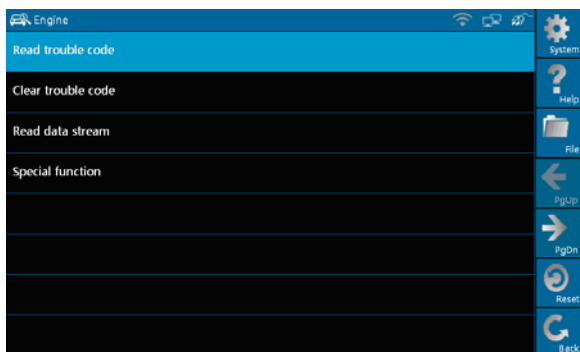 Engine
Read trouble code
Clear trouble code
Read data stream
Special function
System
Help
File
PgUp
PgDn
Reset
Back